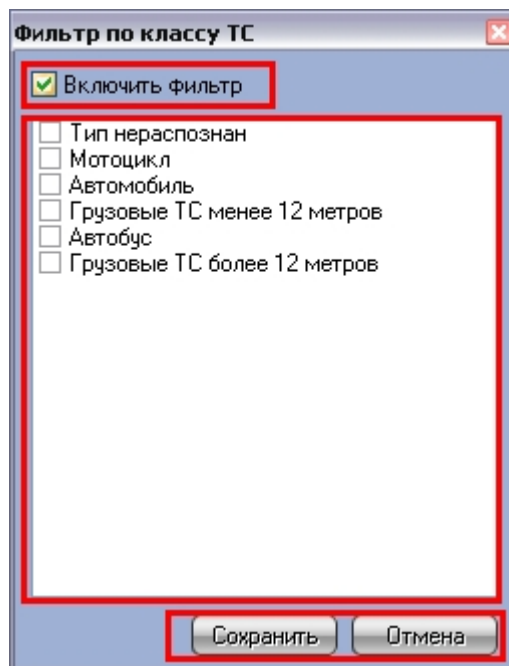 Фильтр по классу ТС
Включить фильтр
Тип нераспознан
Мотоцикл
Автомобиль
Грузовые ТС менее 12 метров
Автобус
Грузовые ТС более 12 метров
Сохранить Отмена